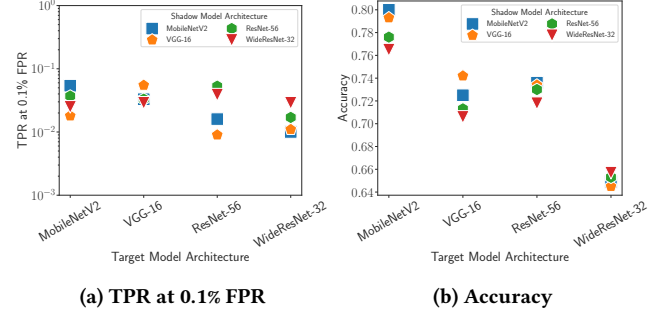 Shadow Model Architecture
MobileNetV2 ResNet-56
VGG-16 WideResNet-32
10⁰
10⁻¹
10⁻²
10⁻³
TPR at 0.1% FPR
MobileNetV2 VGG-16 ResNet-56 WideResNet-32
Target Model Architecture
(a) TPR at 0.1% FPR
Shadow Model Architecture
MobileNetV2 ResNet-56
VGG-16 WideResNet-32
0.80
0.78
0.76
0.74
0.72
0.70
0.68
0.66
0.64
Accuracy
MobileNetV2 VGG-16 ResNet-56 WideResNet-32
Target Model Architecture
(b) Accuracy